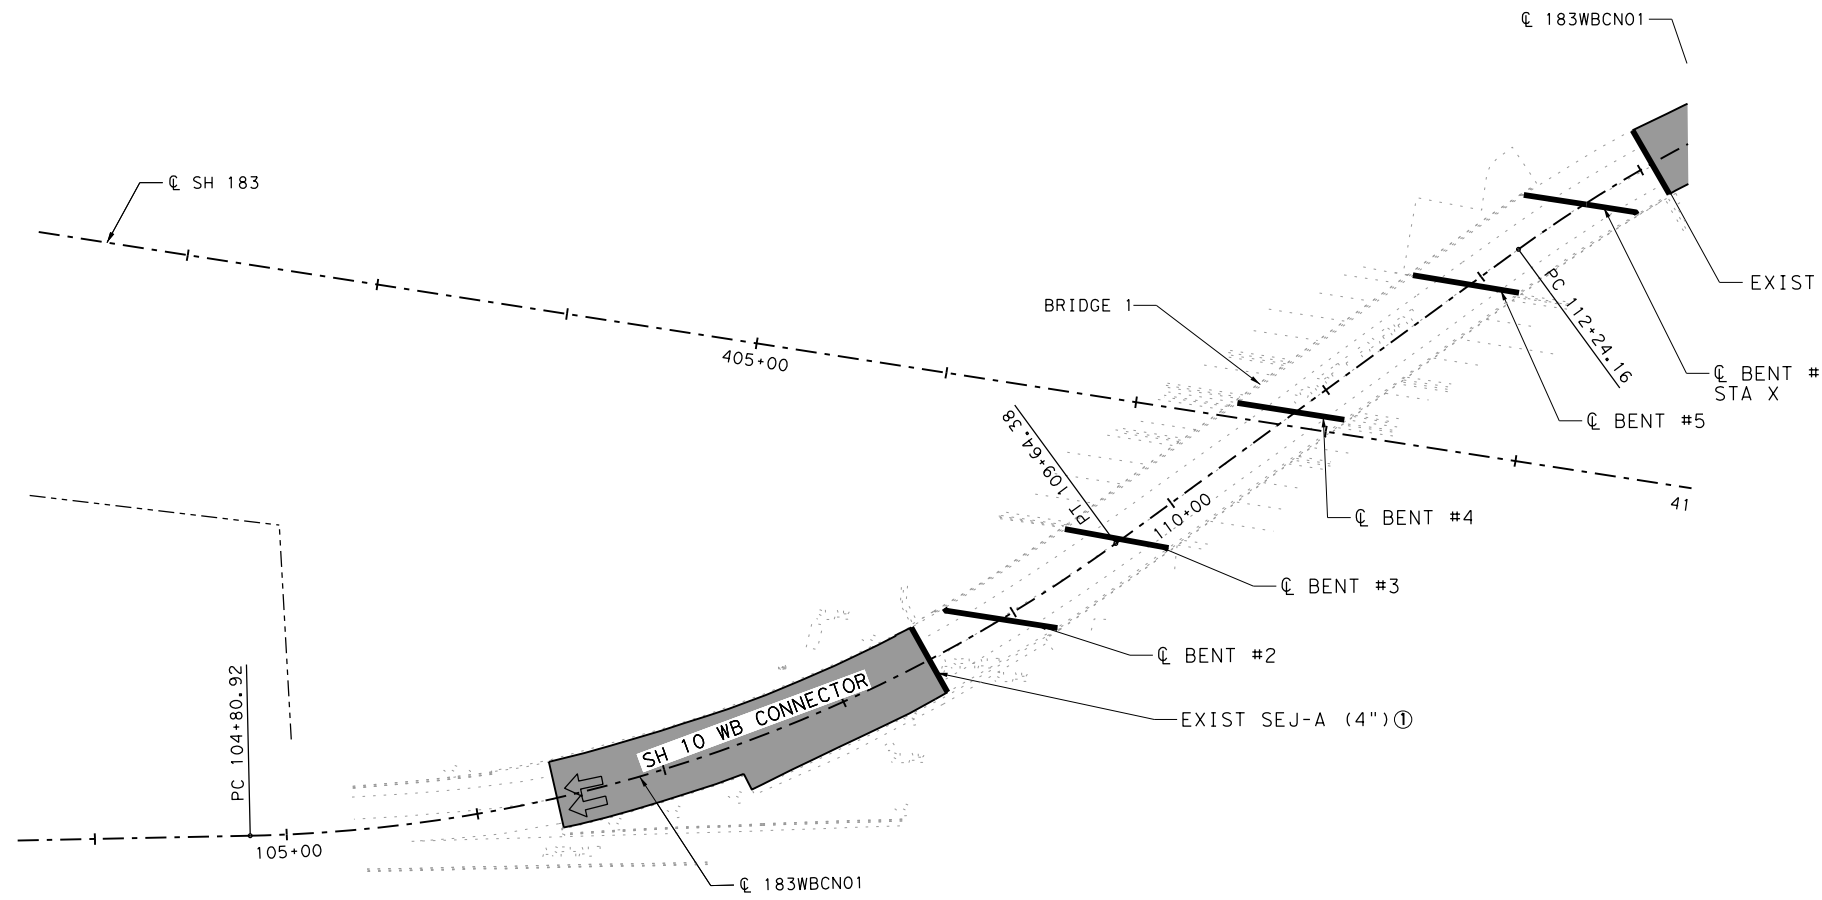 ℄ 183WBCN01
℄ SH 183
EXIST
BRIDGE 1
PC 112+24.16
405+00
℄ BENT #
STA X
℄ BENT #5
PT 109+64.38
110+00
41
℄ BENT #4
℄ BENT #3
℄ BENT #2
PC 104+80.92
SH 10 WB CONNECTOR
EXIST SEJ-A (4")①
105+00
℄ 183WBCN01